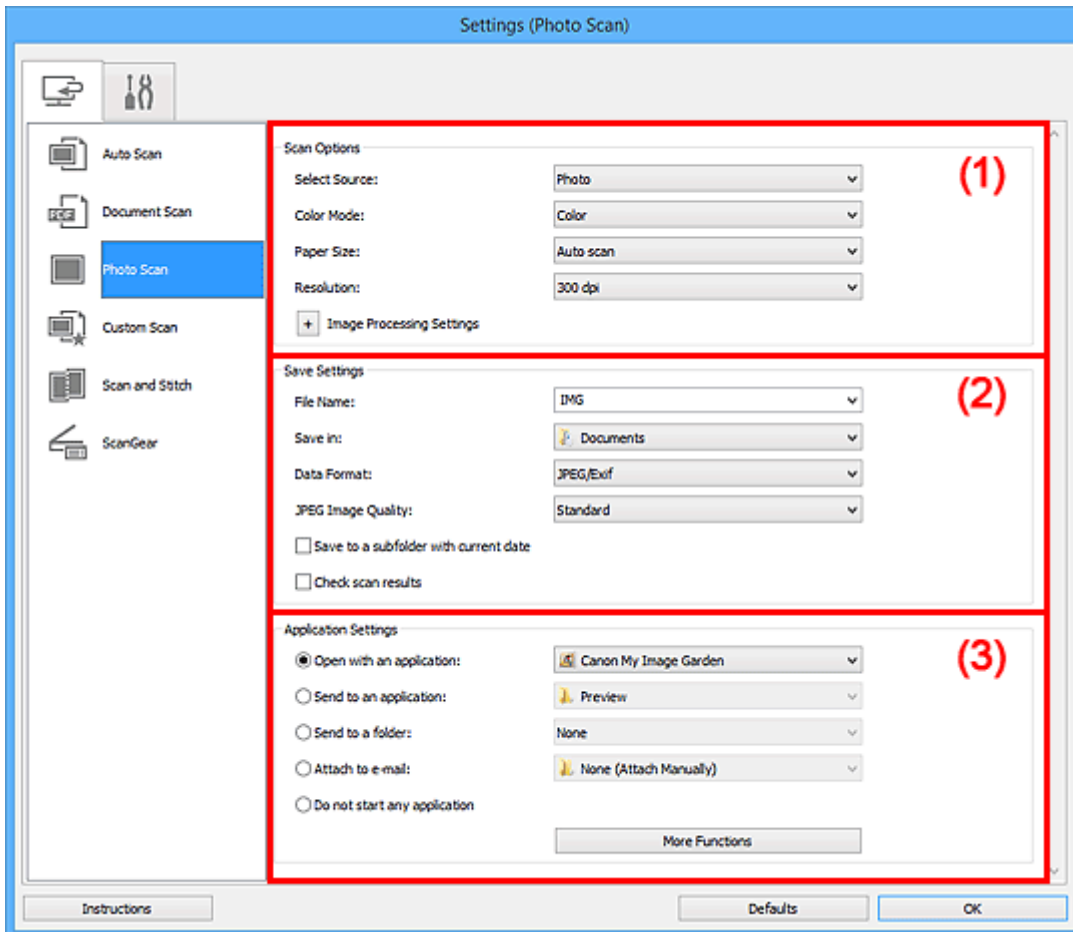 Settings (Photo Scan)
Auto Scan
Document Scan
Photo Scan
Custom Scan
Scan and Stitch
ScanGear
Scan Options
(1)
Select Source: Photo
Color Mode: Color
Paper Size: Auto scan
Resolution: 300 dpi
+ Image Processing Settings
Save Settings
(2)
File Name: IMG
Save in: Documents
Data Format: JPEG/Exif
JPEG Image Quality: Standard
Save to a subfolder with current date
Check scan results
Application Settings
(3)
Open with an application: Canon My Image Garden
Send to an application: Preview
Send to a folder: None
Attach to e-mail: None (Attach Manually)
Do not start any application
More Functions
Instructions Defaults OK